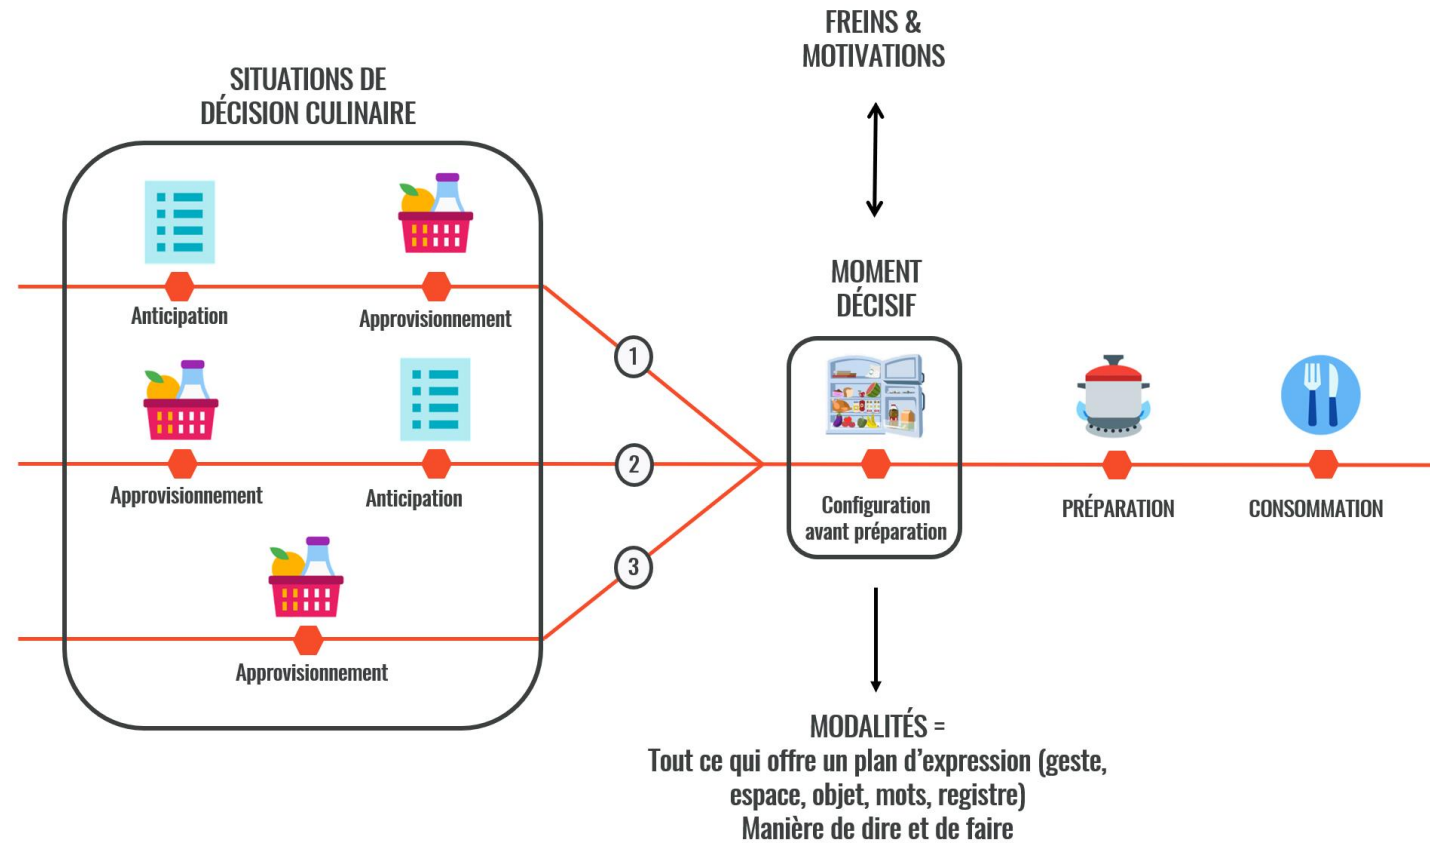 FREINS &
MOTIVATIONS
SITUATIONS DE
DÉCISION CULINAIRE
Anticipation
Approvisionnement
1
MOMENT
DÉCISIF
Approvisionnement
Anticipation
2
Configuration
avant préparation
PRÉPARATION
CONSOMMATION
3
Approvisionnement
MODALITÉS =
Tout ce qui offre un plan d’expression (geste,
espace, objet, mots, registre)
Manière de dire et de faire